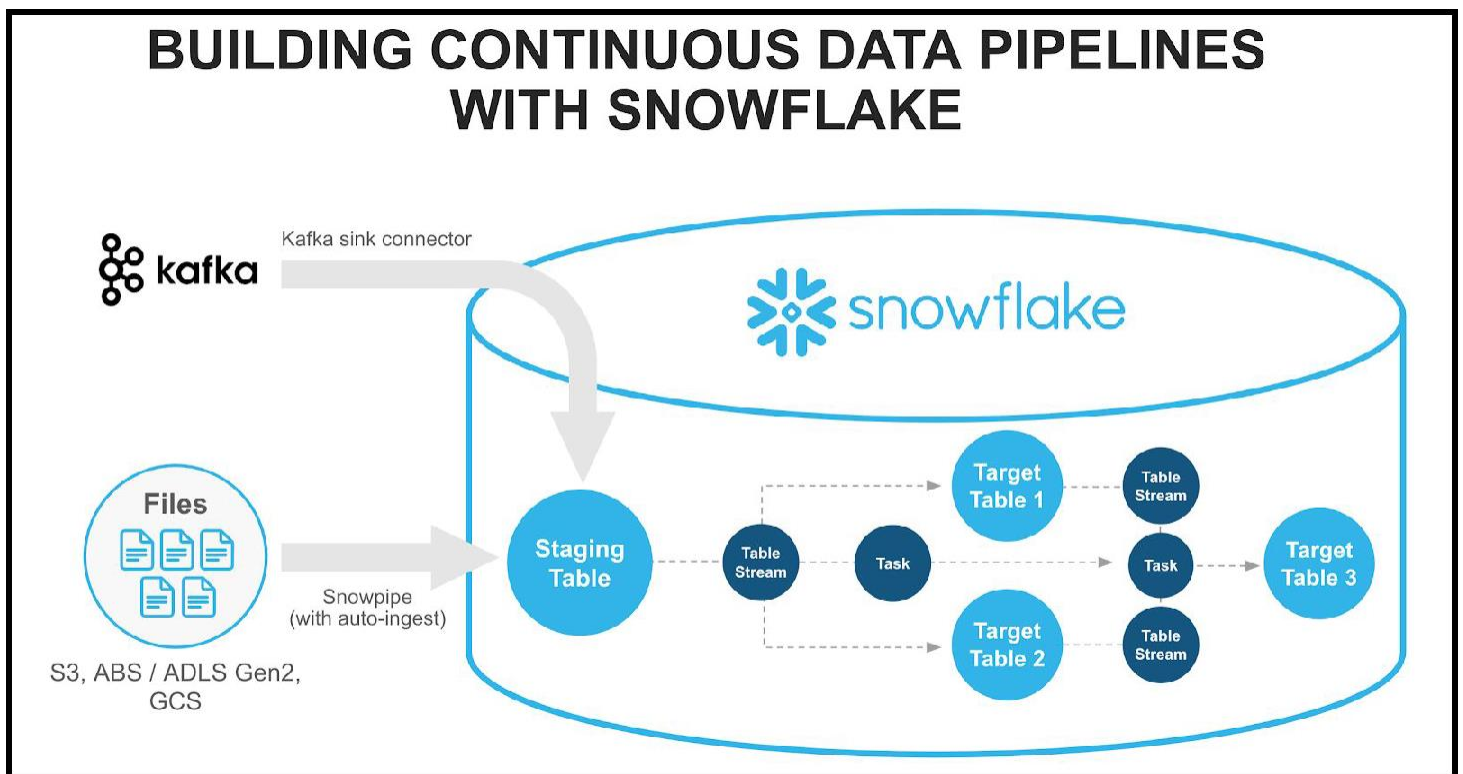 BUILDING CONTINUOUS DATA PIPELINES
WITH SNOWFLAKE
Kafka sink connector
kafka
snowflake
Files
Snowpipe
(with auto-ingest)
S3, ABS / ADLS Gen2,
GCS
Staging
Table
Table
Stream
Task
Target
Table 1
Target
Table 2
Table
Stream
Task
Table
Stream
Target
Table 3